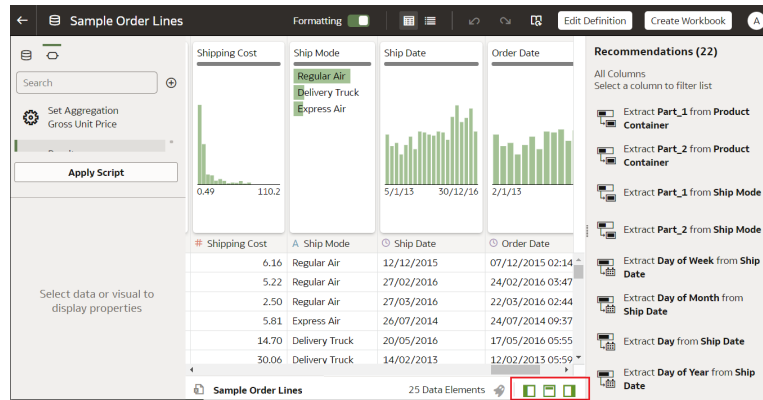 Sample Order Lines
Formatting
Edit Definition
Create Workbook
A
Search
Set Aggregation
Gross Unit Price
Apply Script
Select data or visual to
display properties
Shipping Cost
0.49 110.2
Ship Mode
Regular Air
Delivery Truck
Express Air
Ship Date
5/1/13 30/12/16
Order Date
2/1/13
# Shipping Cost A Ship Mode Ship Date Order Date
6.16 Regular Air 12/12/2015 07/12/2015 02:14
5.22 Regular Air 27/02/2016 24/02/2016 03:47
2.50 Regular Air 27/03/2016 22/03/2016 02:44
5.81 Express Air 26/07/2014 24/07/2014 09:37
14.70 Delivery Truck 20/05/2016 17/05/2016 05:55
30.06 Delivery Truck 14/02/2013 12/02/2013 05:59
Sample Order Lines 25 Data Elements
Recommendations (22)
All Columns
Select a column to filter list
Extract Part_1 from Product
Container
Extract Part_2 from Product
Container
Extract Part_1 from Ship Mode
Extract Part_2 from Ship Mode
Extract Day of Week from Ship
Date
Extract Day of Month from
Ship Date
Extract Day from Ship Date
Extract Day of Year from Ship
Date